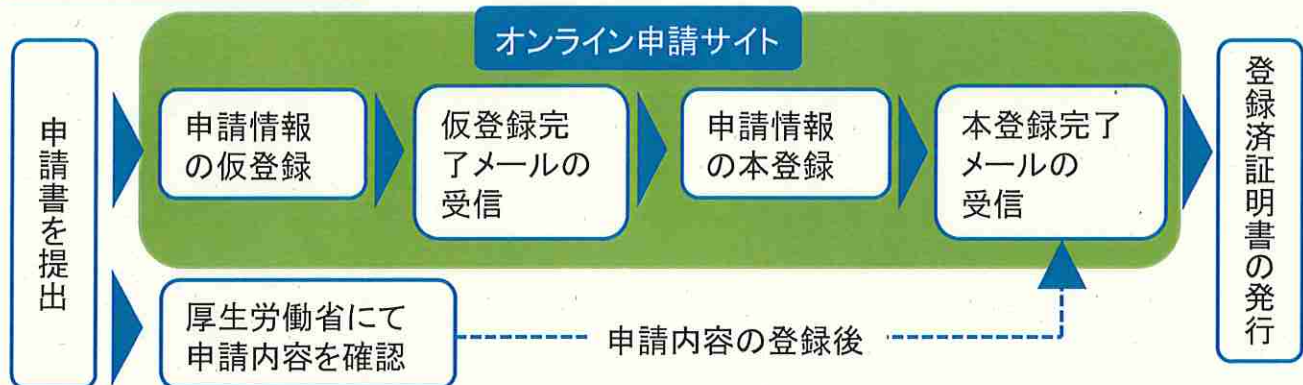 オンライン申請サイト
申請書を提出
申請情報
の仮登録
仮登録完
了メールの
受信
申請情報
の本登録
本登録完了
メールの
受信
登録済証明書の発行
厚生労働省にて
申請内容を確認
申請内容の登録後